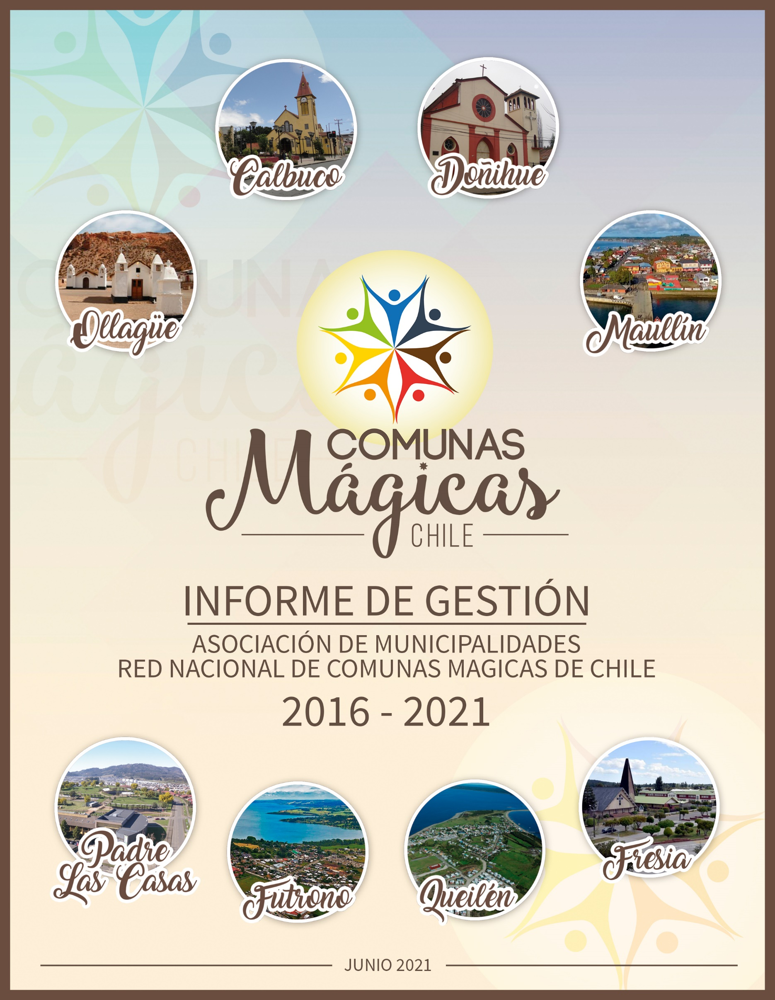 Calbuco
Doñihue
Ollagüe
Maullín
COMUNAS
Mágicas
CHILE
INFORME DE GESTIÓN
ASOCIACIÓN DE MUNICIPALIDADES
RED NACIONAL DE COMUNAS MAGICAS DE CHILE
2016 - 2021
Padre
Las Casas
Futrono
Queilén
Fresia
JUNIO 2021